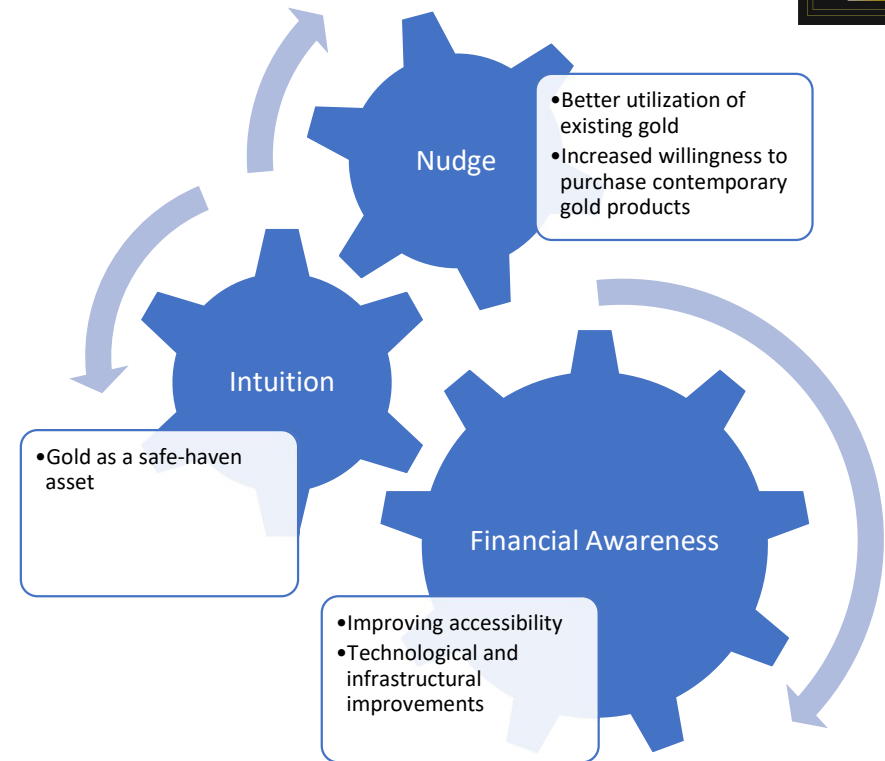 Nudge
•Better utilization of
existing gold
•Increased willingness to
purchase contemporary
gold products
Intuition
•Gold as a safe-haven
asset
Financial Awareness
•Improving accessibility
•Technological and
infrastructural
improvements